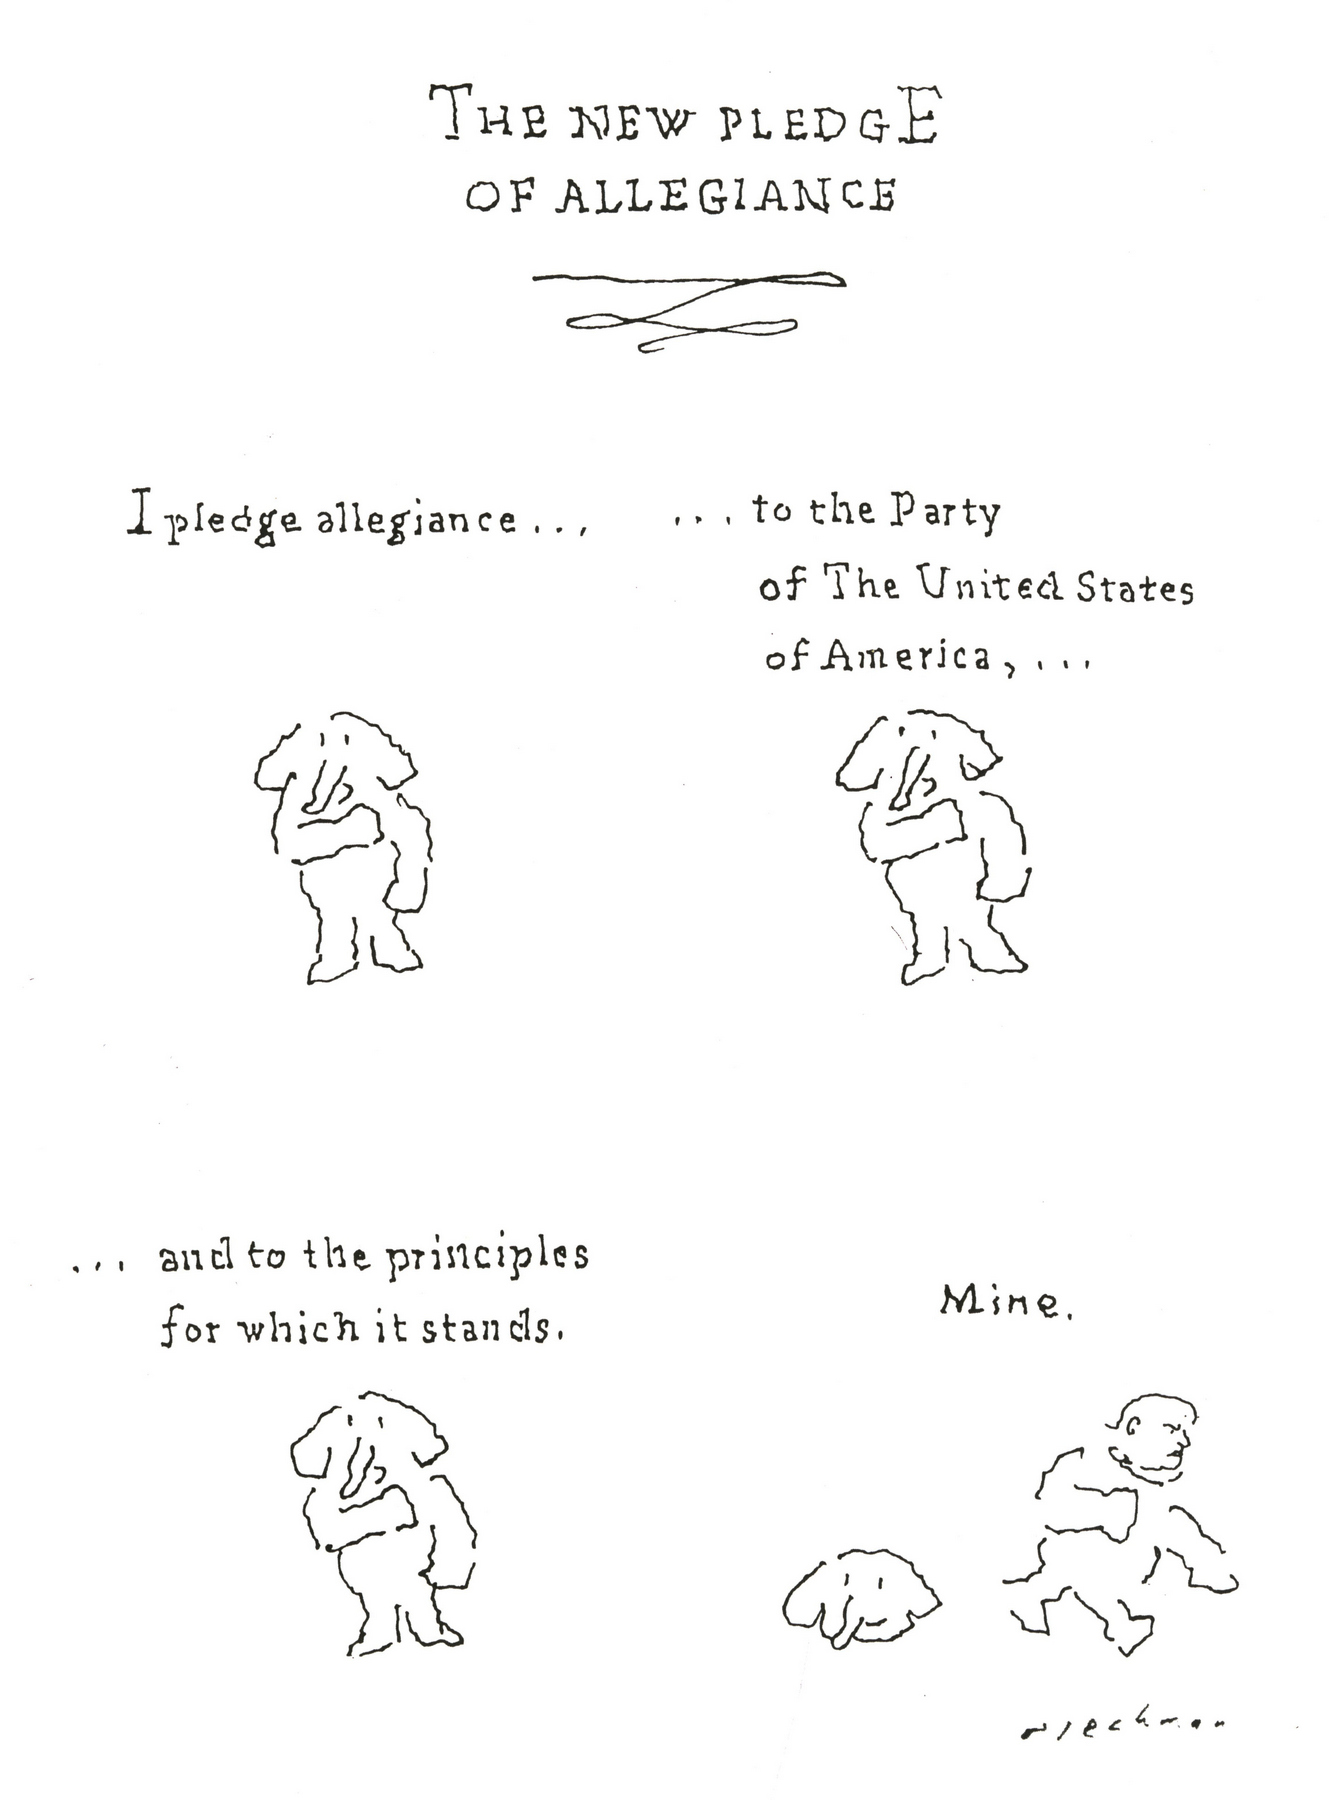 THE NEW PLEDGE
OF ALLEGIANCE
I pledge allegiance...
...to the Party
of The United States
of America,...
... and to the principles
for which it stands.
Mine.